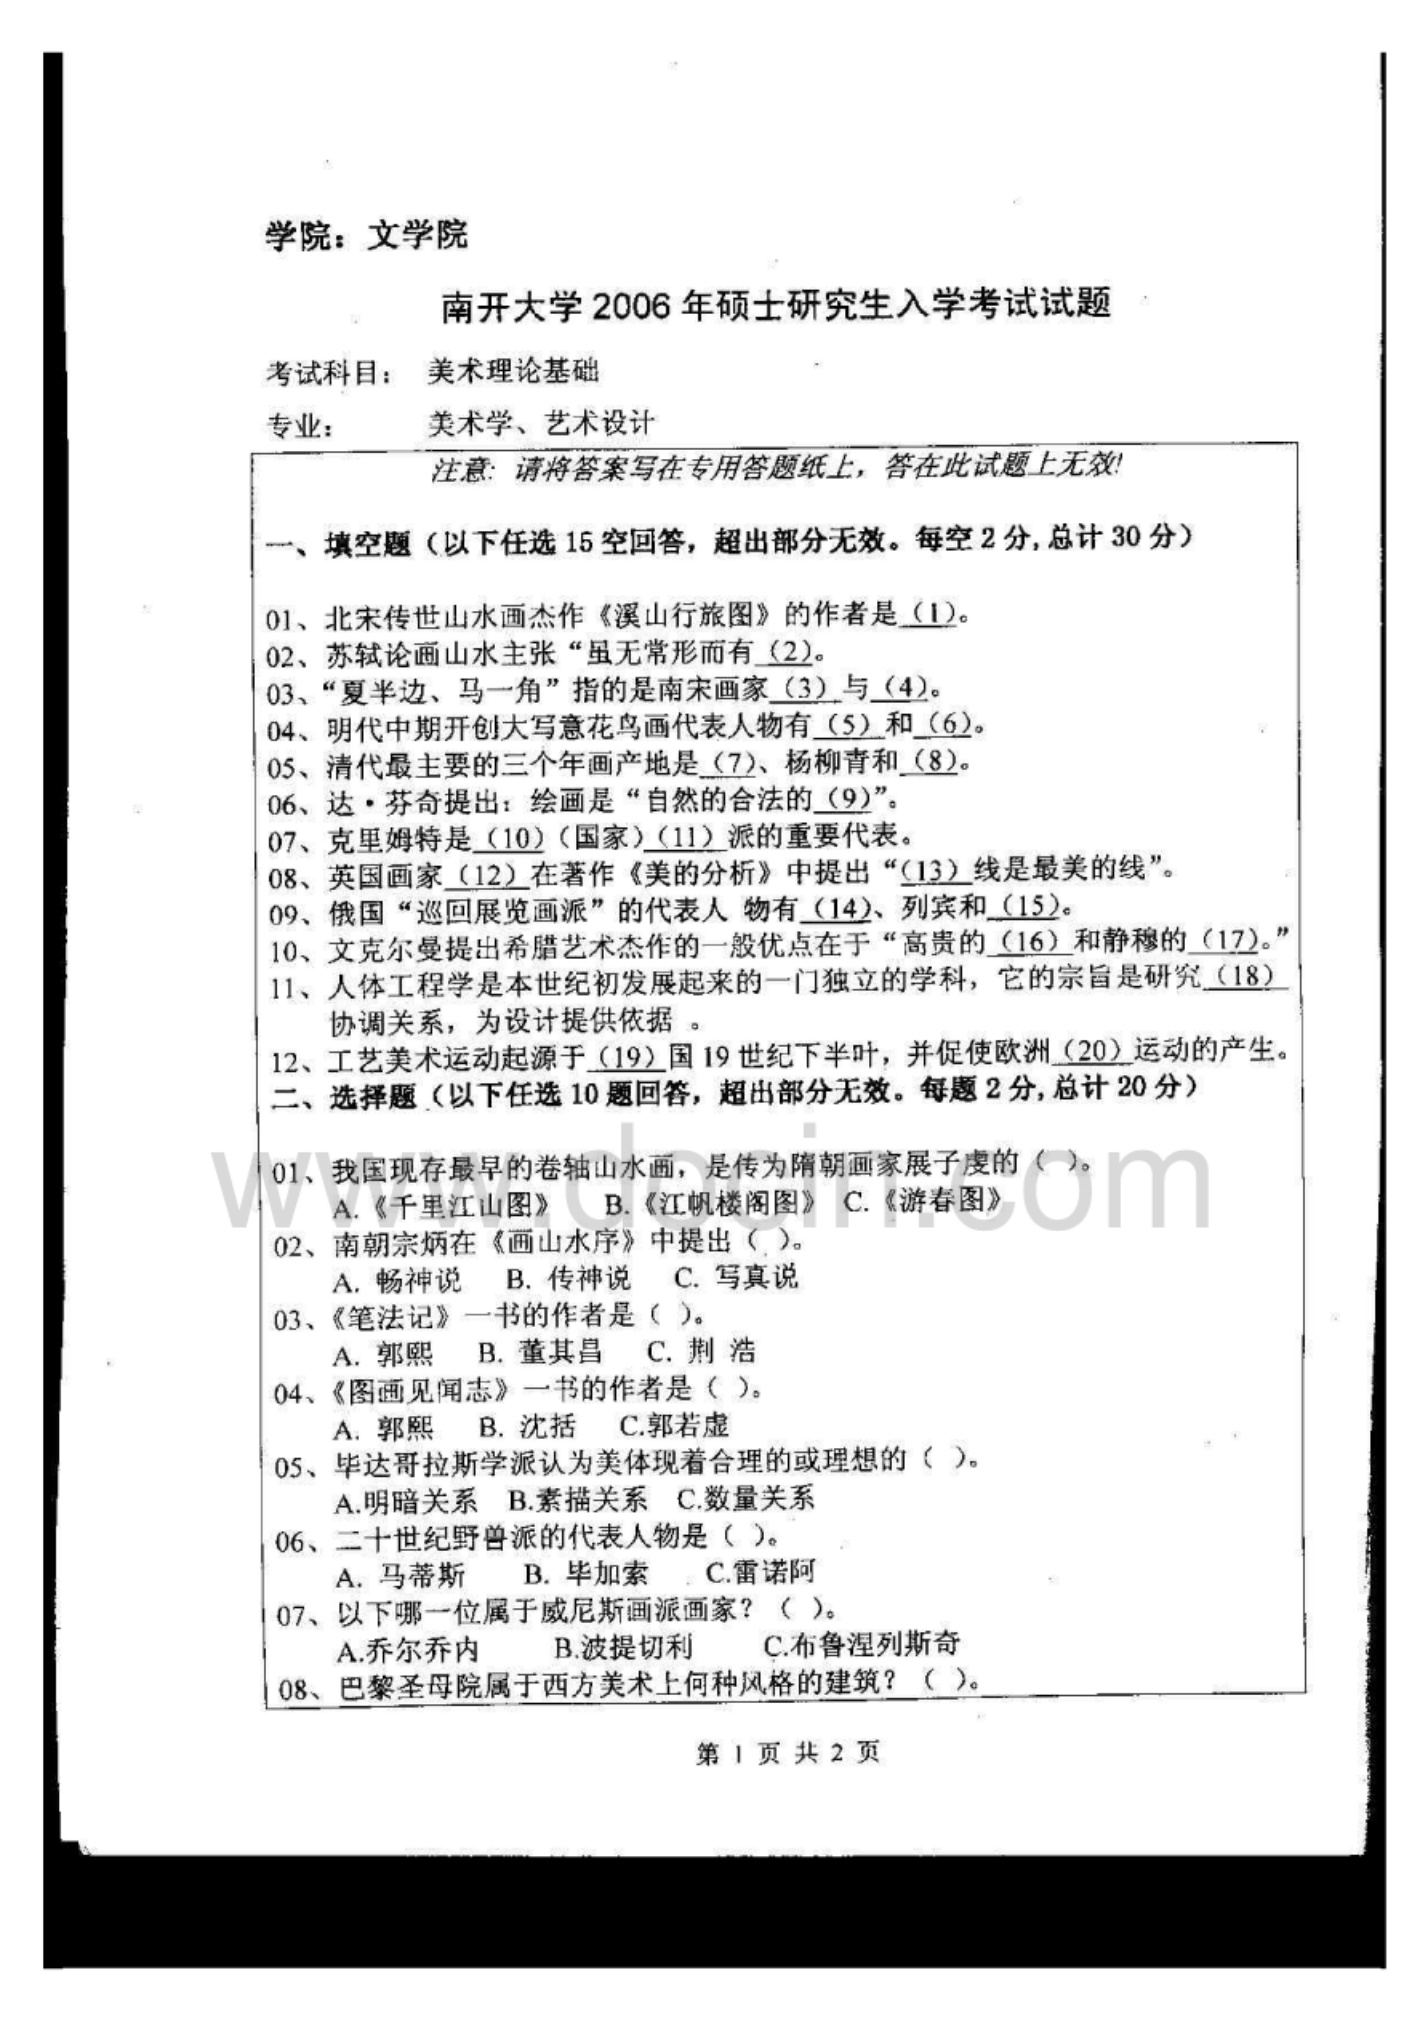 学院：文学院
南开大学 2006 年硕士研究生入学考试试题
考试科目： 美术理论基础
专业： 美术学、艺术设计
注意: 请将答案写在专用答题纸上，答在此试题上无效!
一、填空题（以下任选 15 空回答，超出部分无效。每空 2 分, 总计 30 分）
01、北宋传世山水画杰作《溪山行旅图》的作者是（1）。
02、苏轼论画山水主张“虽无常形而有（2）。
03、“夏半边、马一角”指的是南宋画家（3）与（4）。
04、明代中期开创大写意花鸟画代表人物有（5）和（6）。
05、清代最主要的三个年画产地是（7）、杨柳青和（8）。
06、达·芬奇提出：绘画是“自然的合法的（9）”。
07、克里姆特是（10）（国家）（11）派的重要代表。
08、英国画家（12）在著作《美的分析》中提出“（13）线是最美的线”。
09、俄国“巡回展览画派”的代表人 物有（14）、列宾和（15）。
10、文克尔曼提出希腊艺术杰作的一般优点在于“高贵的（16）和静穆的（17）。”
11、人体工程学是本世纪初发展起来的一门独立的学科，它的宗旨是研究（18）
协调关系，为设计提供依据 。
12、工艺美术运动起源于（19）国 19 世纪下半叶，并促使欧洲（20）运动的产生。
二、选择题（以下任选 10 题回答，超出部分无效。每题 2 分, 总计 20 分）
www.docin.com
01、我国现存最早的卷轴山水画，是传为隋朝画家展子虔的（ ）。
A.《千里江山图》 B.《江帆楼阁图》 C.《游春图》
02、南朝宗炳在《画山水序》中提出（ ）。
A. 畅神说 B. 传神说 C. 写真说
03、《笔法记》一书的作者是（ ）。
A. 郭熙 B. 董其昌 C. 荆 浩
04、《图画见闻志》一书的作者是（ ）。
A. 郭熙 B. 沈括 C.郭若虚
05、毕达哥拉斯学派认为美体现着合理的或理想的（ ）。
A.明暗关系 B.素描关系 C.数量关系
06、二十世纪野兽派的代表人物是（ ）。
A. 马蒂斯 B. 毕加索 C.雷诺阿
07、以下哪一位属于威尼斯画派画家？（ ）。
A.乔尔乔内 B.波提切利 C.布鲁涅列斯奇
08、巴黎圣母院属于西方美术上何种风格的建筑？（ ）。
第 1 页 共 2 页